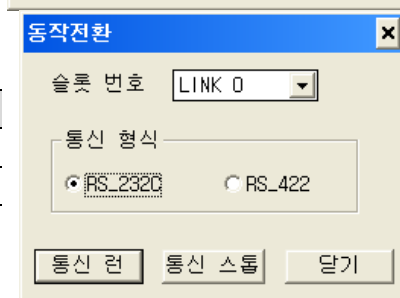 동작전환
슬롯 번호 LINK 0
통신 형식
RS_232C RS_422
통신 런 통신 스톱 닫기